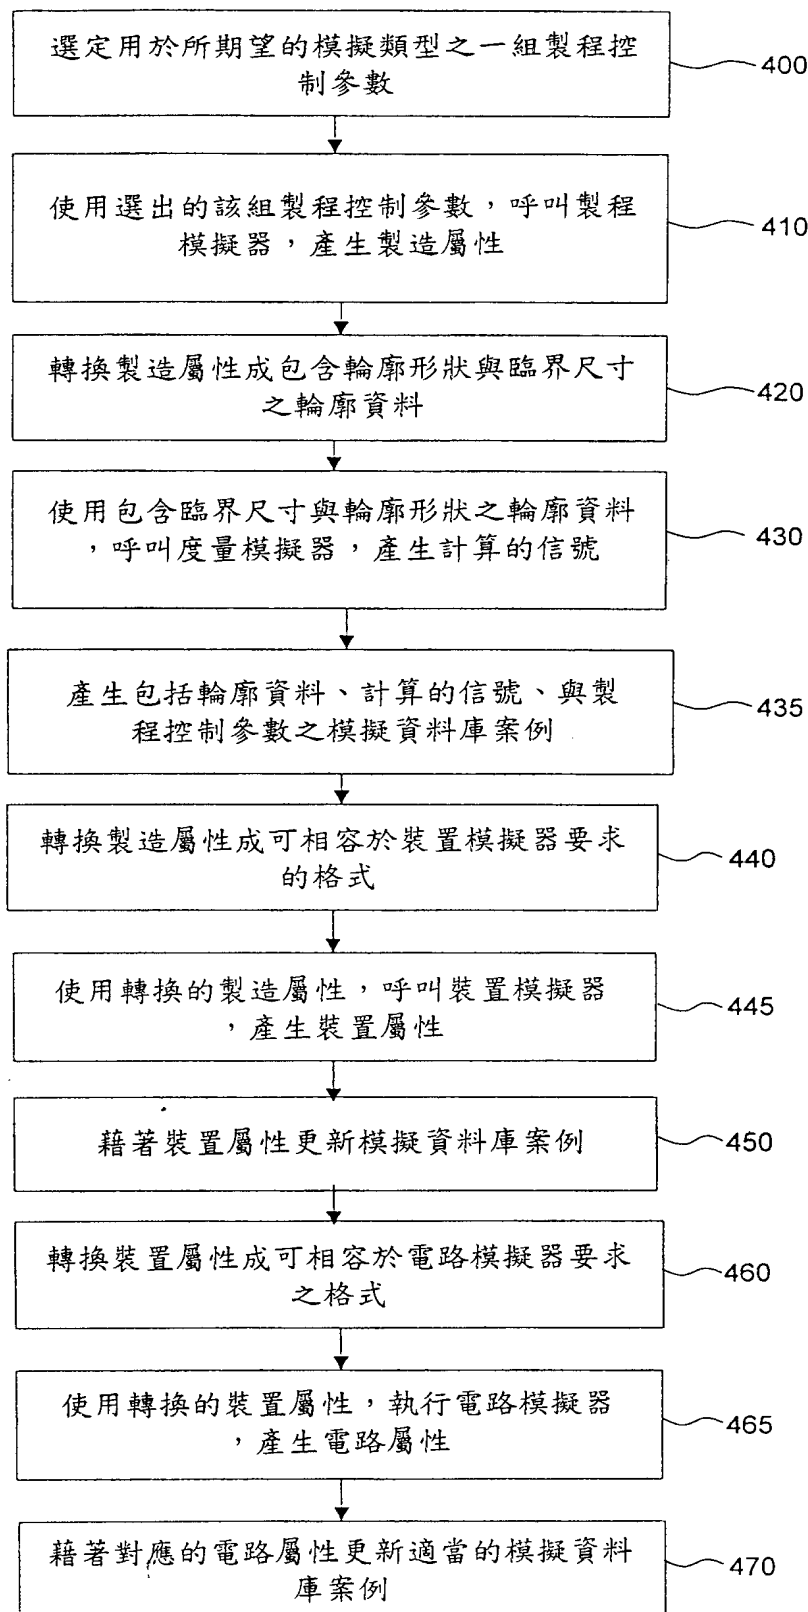 選定用於所期望的模擬類型之一組製程控
制參數
400
使用選出的該組製程控制參數，呼叫製程
模擬器，產生製造屬性
410
轉換製造屬性成包含輪廓形狀與臨界尺寸
之輪廓資料
420
使用包含臨界尺寸與輪廓形狀之輪廓資料
，呼叫度量模擬器，產生計算的信號
430
產生包括輪廓資料、計算的信號、與製
程控制參數之模擬資料庫案例
435
轉換製造屬性成可相容於裝置模擬器要求
的格式
440
使用轉換的製造屬性，呼叫裝置模擬器
，產生裝置屬性
445
藉著裝置屬性更新模擬資料庫案例
450
轉換裝置屬性成可相容於電路模擬器要求
之格式
460
使用轉換的裝置屬性，執行電路模擬器
，產生電路屬性
465
藉著對應的電路屬性更新適當的模擬資料
庫案例
470